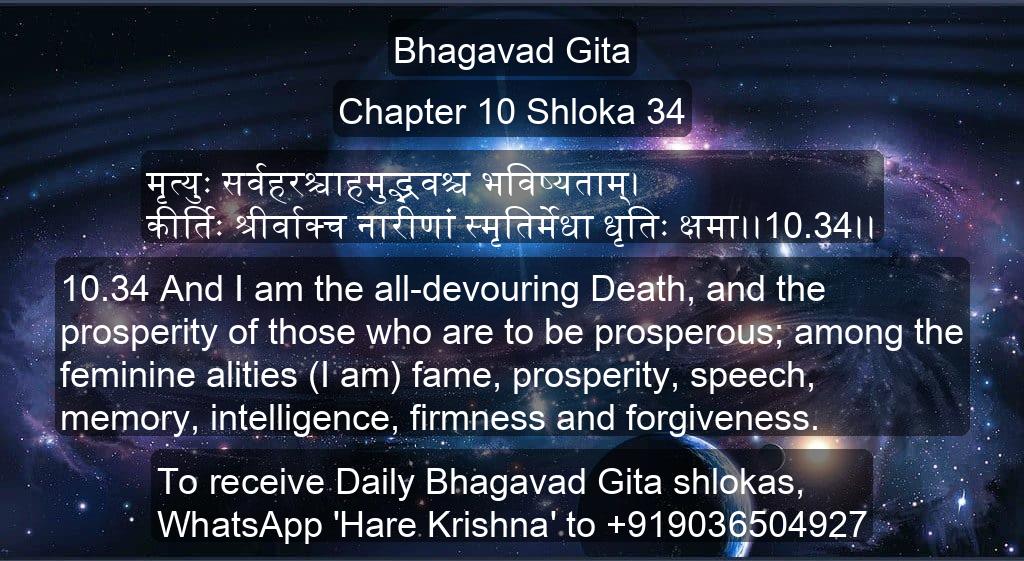 Bhagavad Gita
Chapter 10 Shloka 34
मृत्युः सर्वहरश्चाहमुद्भवश्च भविष्यताम्।
कीर्तिः श्रीर्वाक्च नारीणां स्मृतिर्मेधा धृतिः क्षमा।।10.34।।
10.34 And I am the all-devouring Death, and the
prosperity of those who are to be prosperous; among the
feminine alities (I am) fame, prosperity, speech,
memory, intelligence, firmness and forgiveness.
To receive Daily Bhagavad Gita shlokas,
WhatsApp 'Hare Krishna' to +919036504927